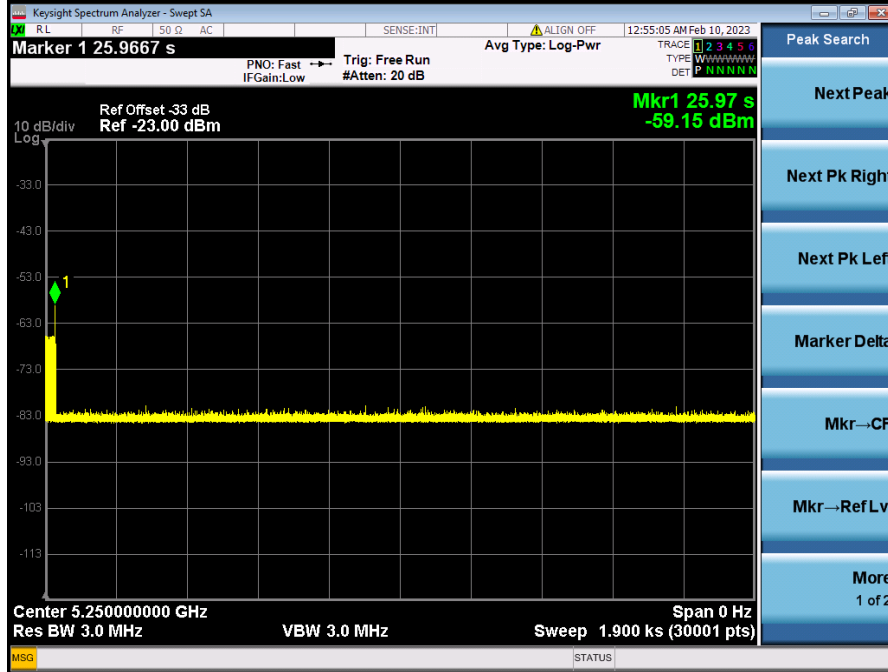 Keysight Spectrum Analyzer - Swept SA
LXI RL RF 50 Ω AC SENSE:INT ALIGN OFF 12:55:05 AM Feb 10, 2023
Marker 1 25.9667 s
Avg Type: Log-Pwr
TRACE 1 2 3 4 5 6
TYPE WWWWWW
DET P N N N N N
PNO: Fast
IFGain:Low
Trig: Free Run
#Atten: 20 dB
Peak Search
Mkr1 25.97 s
-59.15 dBm
Ref Offset -33 dB
10 dB/div Ref -23.00 dBm
Log
-33.0
-43.0
-53.0
1
-63.0
-73.0
-83.0
-93.0
-103
-113
Center 5.250000000 GHz Span 0 Hz
Res BW 3.0 MHz VBW 3.0 MHz Sweep 1.900 ks (30001 pts)
MSG STATUS
Next Peak
Next Pk Right
Next Pk Left
Marker Delta
Mkr→CF
Mkr→Ref Lv
More
1 of 2